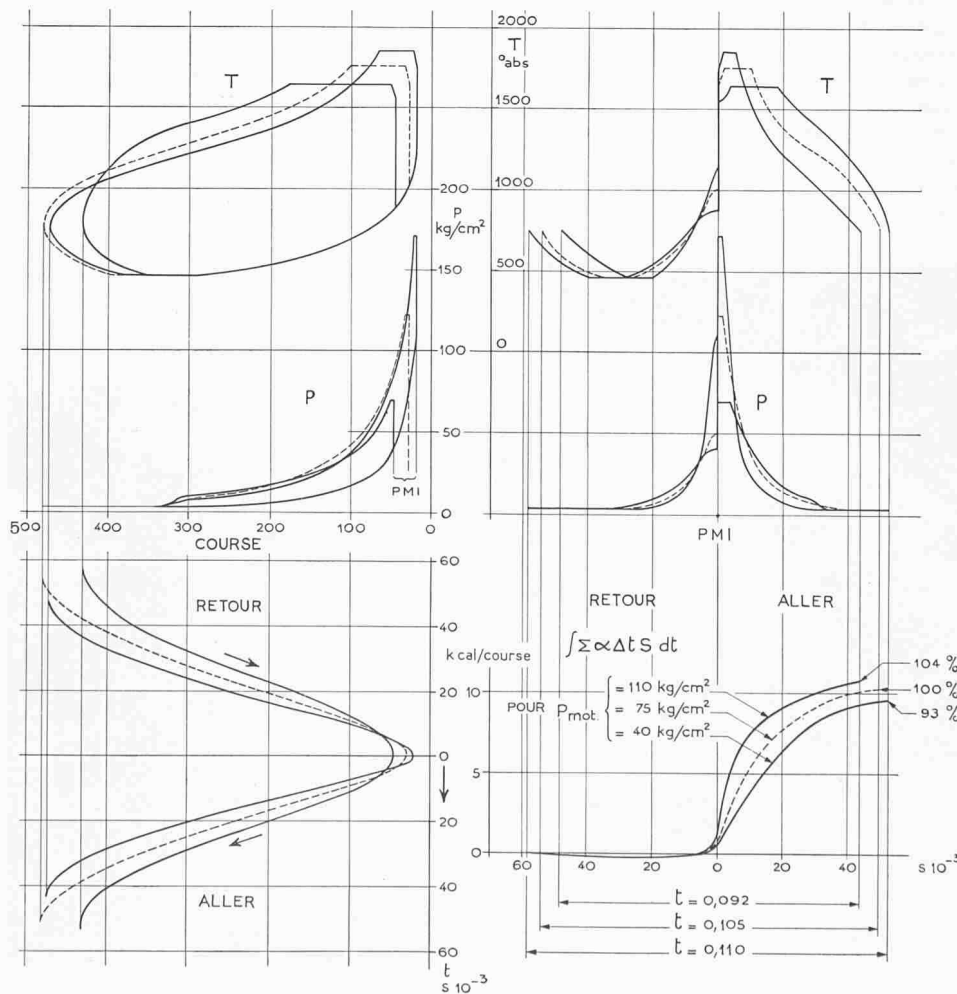 2000
T
°abs
1500
1000
500
0
T
T
200
P
kg/cm²
150
100
50
0
P
P
PMI
500
400
300
200
100
0
COURSE
PMI
60
40
20
0
20
40
60
t
s 10⁻³
RETOUR
ALLER
RETOUR
ALLER
k cal/course
10
5
0
∫ Σ α Δt S dt
POUR Pmot.
= 110 kg/cm²
= 75 kg/cm²
= 40 kg/cm²
104 %
100 %
93 %
60
20
0
20
40
s 10⁻³
t = 0,092
t = 0,105
t = 0,110